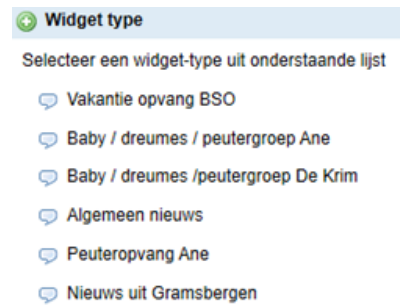 Widget type
Selecteer een widget-type uit onderstaande lijst
Vakantie opvang BSO
Baby / dreumes / peutergroep Ane
Baby / dreumes /peutergroep De Krim
Algemeen nieuws
Peuteropvang Ane
Nieuws uit Gramsbergen